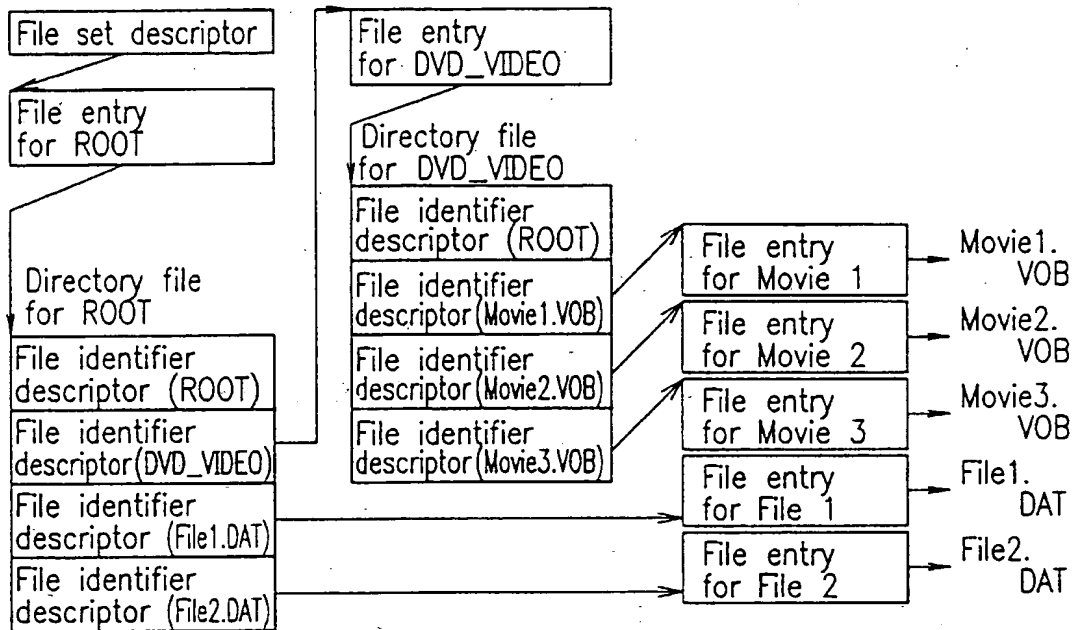 File set descriptor
File entry
for ROOT
Directory file
for ROOT
File identifier
descriptor (ROOT)
File identifier
descriptor(DVD_VIDEO)
File identifier
descriptor (File1.DAT)
File identifier
descriptor (File2.DAT)
File entry
for DVD_VIDEO
Directory file
for DVD_VIDEO
File identifier
descriptor (ROOT)
File identifier
descriptor(Movie1.VOB)
File identifier
descriptor(Movie2.VOB)
File identifier
descriptor(Movie3.VOB)
File entry
for Movie 1
Movie1.
VOB
File entry
for Movie 2
Movie2.
VOB
File entry
for Movie 3
Movie3.
VOB
File entry
for File 1
File1.
DAT
File entry
for File 2
File2.
DAT